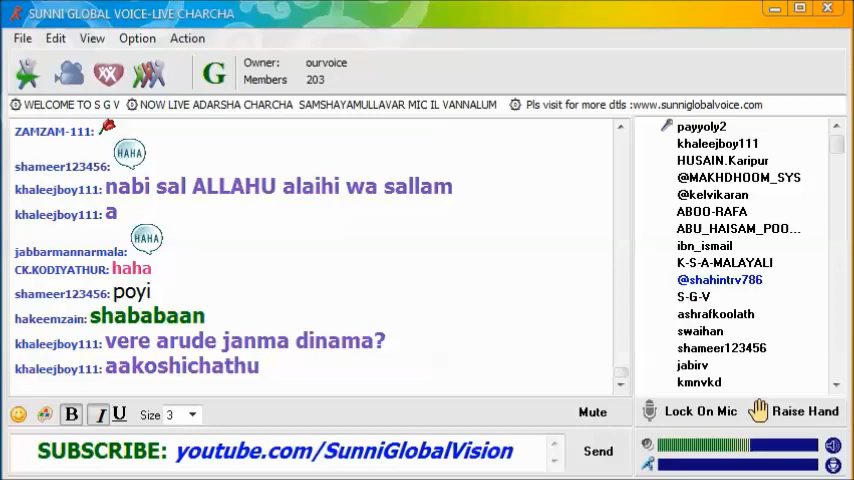 SUNNI GLOBAL VOICE-LIVE CHARCHA
File Edit View Option Action
G
Owner: ourvoice
Members 203
WELCOME TO S G V NOW LIVE ADARSHA CHARCHA SAMSHAYAMULLAVAR MIC IL VANNALUM Pls visit for more dtls :www.sunniglobalvoice.com
ZAMZAM-111:
HAHA
shameer123456:
khaleejboy111: nabi sal ALLAHU alaihi wa sallam
khaleejboy111: a
HAHA
jabbarmannarmala:
CK.KODIYATHUR: haha
shameer123456: poyi
hakeemzain: shababaan
khaleejboy111: vere arude janma dinama?
khaleejboy111: aakoshichathu
payyoly2
khaleejboy111
HUSAIN.Karipur
@MAKHDHOOM_SYS
@kelvikaran
ABOO-RAFA
ABU_HAISAM_POO...
ibn_ismail
K-S-A-MALAYALI
@shahintrv786
S-G-V
ashrafkoolath
swaihan
shameer123456
jabirv
kmnvkd
B I U Size 3 Mute
Lock On Mic Raise Hand
SUBSCRIBE: youtube.com/SunniGlobalVision
Send